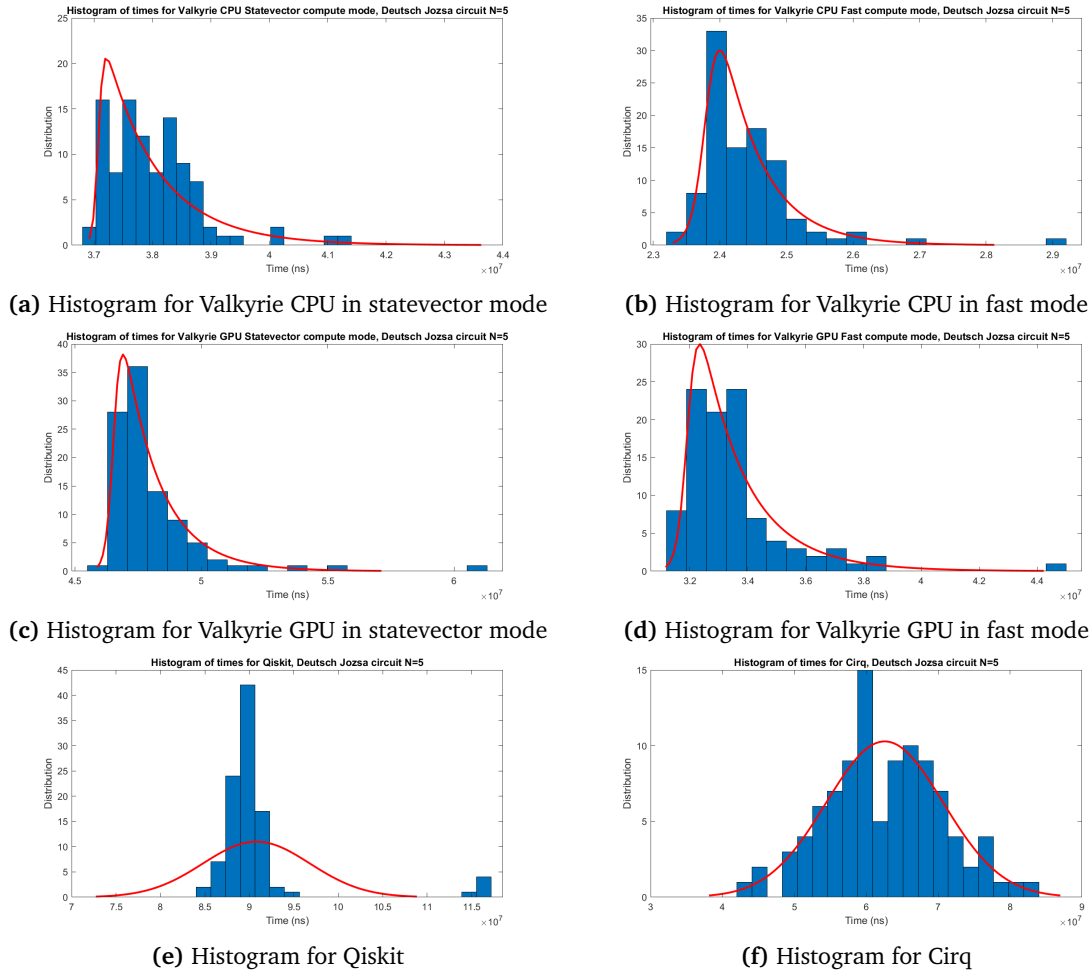 Histogram of times for Valkyrie CPU Statevector compute mode, Deutsch Jozsa circuit N=5
25
20
15
10
5
0
Distribution
3.7 3.8 3.9 4 4.1 4.2 4.3 4.4
Time (ns)
×10⁷
(a) Histogram for Valkyrie CPU in statevector mode
Histogram of times for Valkyrie CPU Fast compute mode, Deutsch Jozsa circuit N=5
35
30
25
20
15
10
5
0
Distribution
2.3 2.4 2.5 2.6 2.7 2.8 2.9
Time (ns)
×10⁷
(b) Histogram for Valkyrie CPU in fast mode
Histogram of times for Valkyrie GPU Statevector compute mode, Deutsch Jozsa circuit N=5
40
35
30
25
20
15
10
5
0
Distribution
4.5 5 5.5 6
Time (ns)
×10⁷
(c) Histogram for Valkyrie GPU in statevector mode
Histogram of times for Valkyrie GPU Fast compute mode, Deutsch Jozsa circuit N=5
30
25
20
15
10
5
0
Distribution
3.2 3.4 3.6 3.8 4 4.2 4.4
Time (ns)
×10⁷
(d) Histogram for Valkyrie GPU in fast mode
Histogram of times for Qiskit, Deutsch Jozsa circuit N=5
45
40
35
30
25
20
15
10
5
0
Distribution
7 7.5 8 8.5 9 9.5 10 10.5 11 11.5
Time (ns)
×10⁷
(e) Histogram for Qiskit
Histogram of times for Cirq, Deutsch Jozsa circuit N=5
15
10
5
0
Distribution
3 4 5 6 7 8 9
Time (ns)
×10⁷
(f) Histogram for Cirq